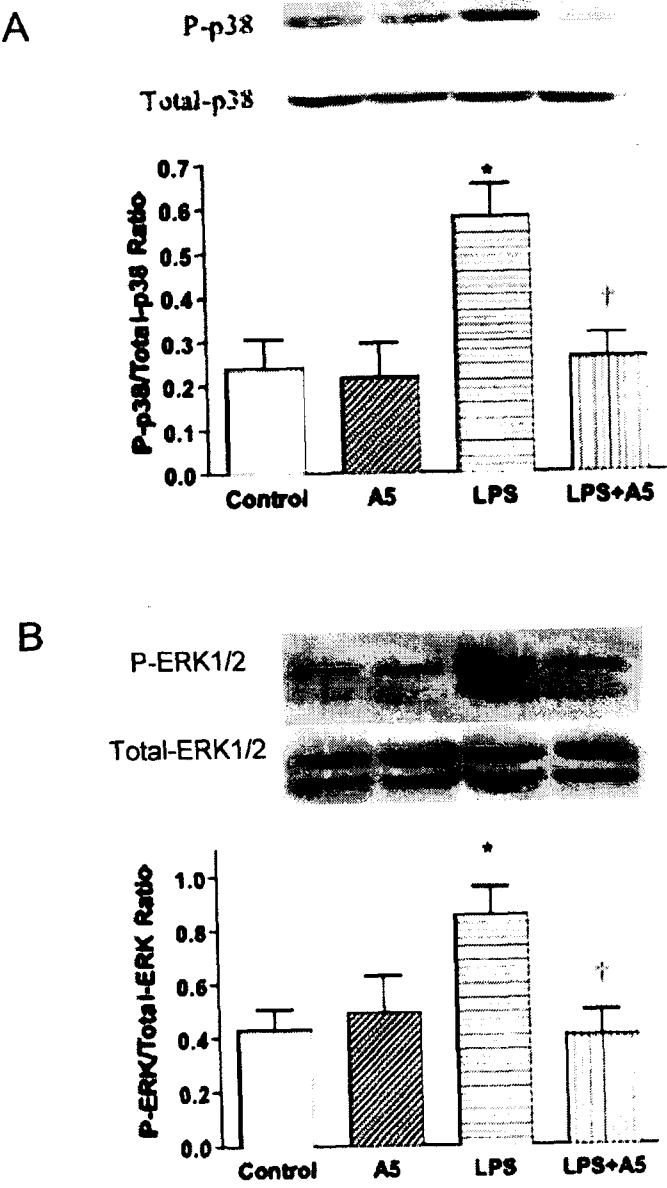 A
P-p38
Total-p38
P-p38/Total-p38 Ratio
0.7
0.6
0.5
0.4
0.3
0.2
0.1
0.0
*
†
Control A5 LPS LPS+A5
B
P-ERK1/2
Total-ERK1/2
P-ERK/Total-ERK Ratio
1.0
0.8
0.6
0.4
0.2
0.0
*
†
Control A5 LPS LPS+A5